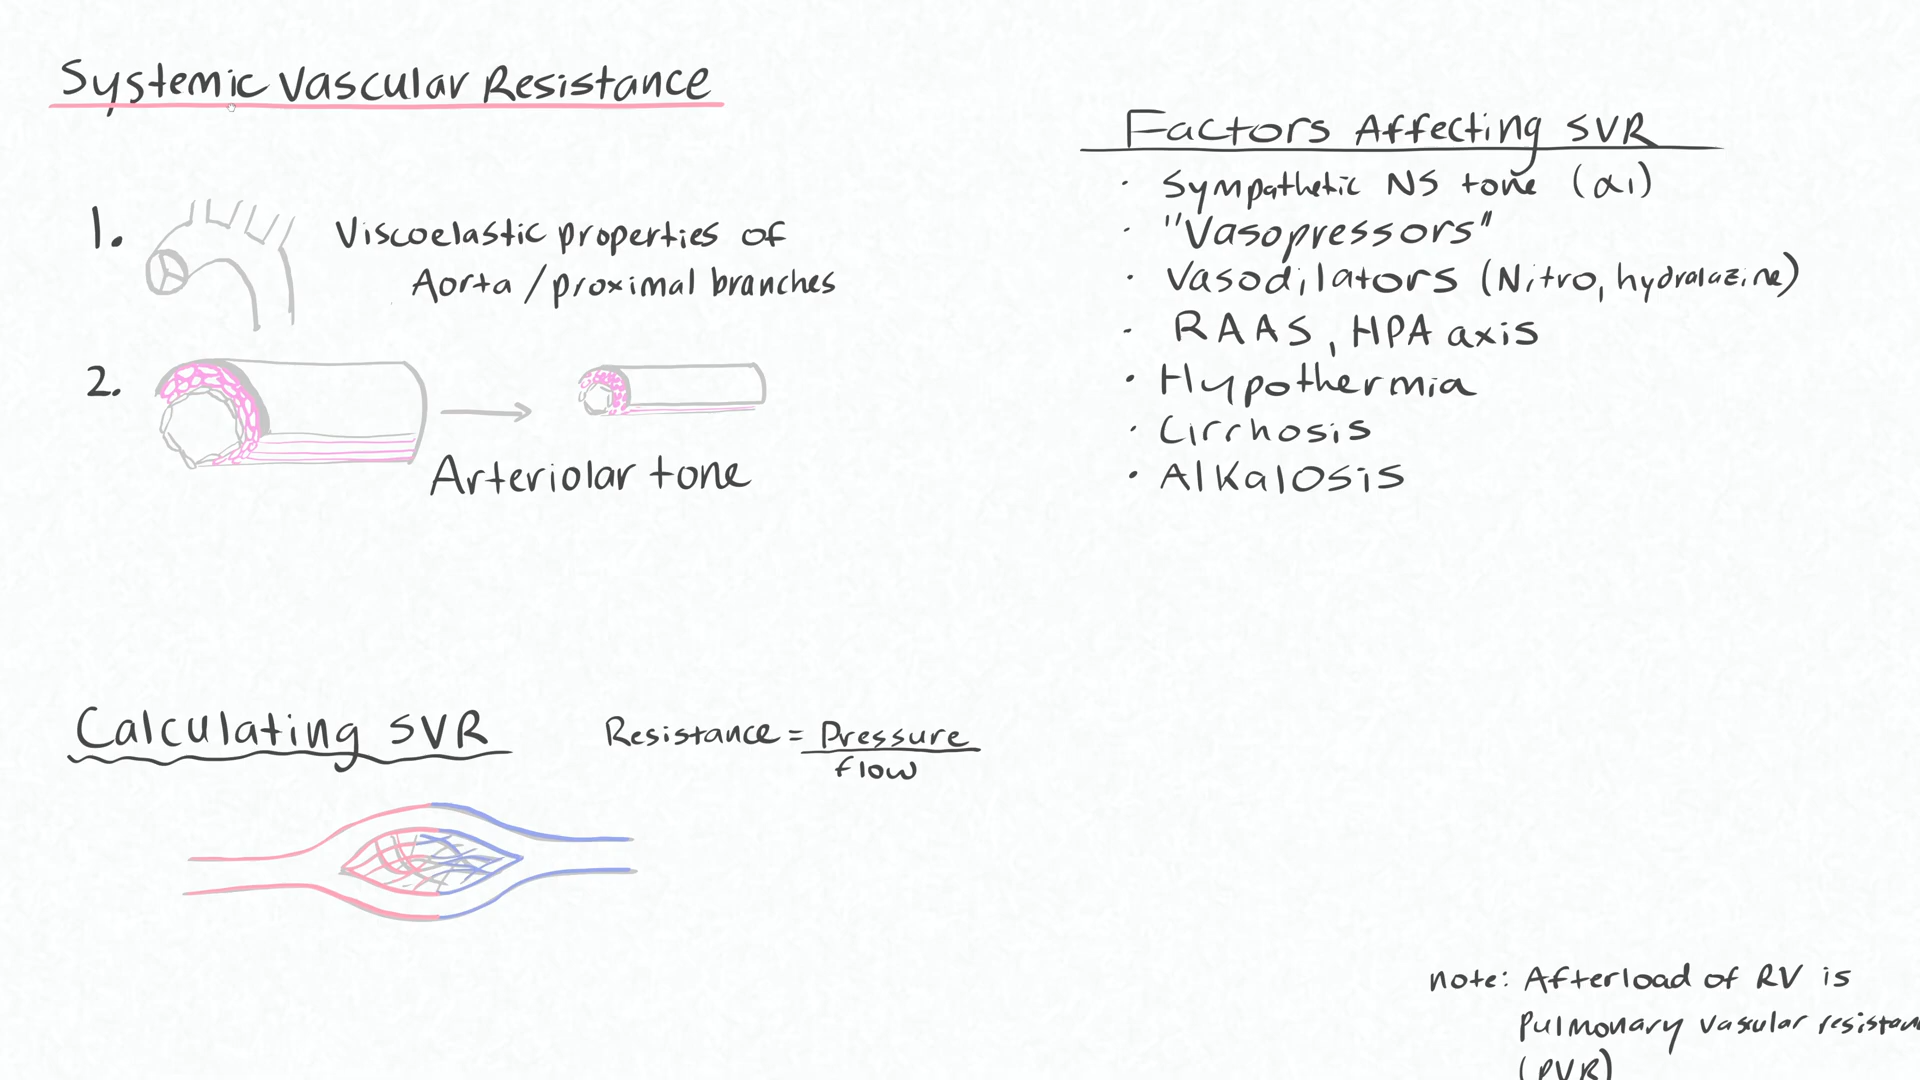 Systemic Vascular Resistance
1.
Viscoelastic properties of
Aorta / proximal branches
2.
Arteriolar tone
Factors Affecting SVR
· Sympathetic NS tone (α1)
· "Vasopressors"
· Vasodilators (Nitro, hydralazine)
· RAAS, HPA axis
· Hypothermia
· Cirrhosis
· Alkalosis
Calculating SVR
Resistance = Pressure
flow
note: Afterload of RV is
pulmonary vascular resistan
(PVR)